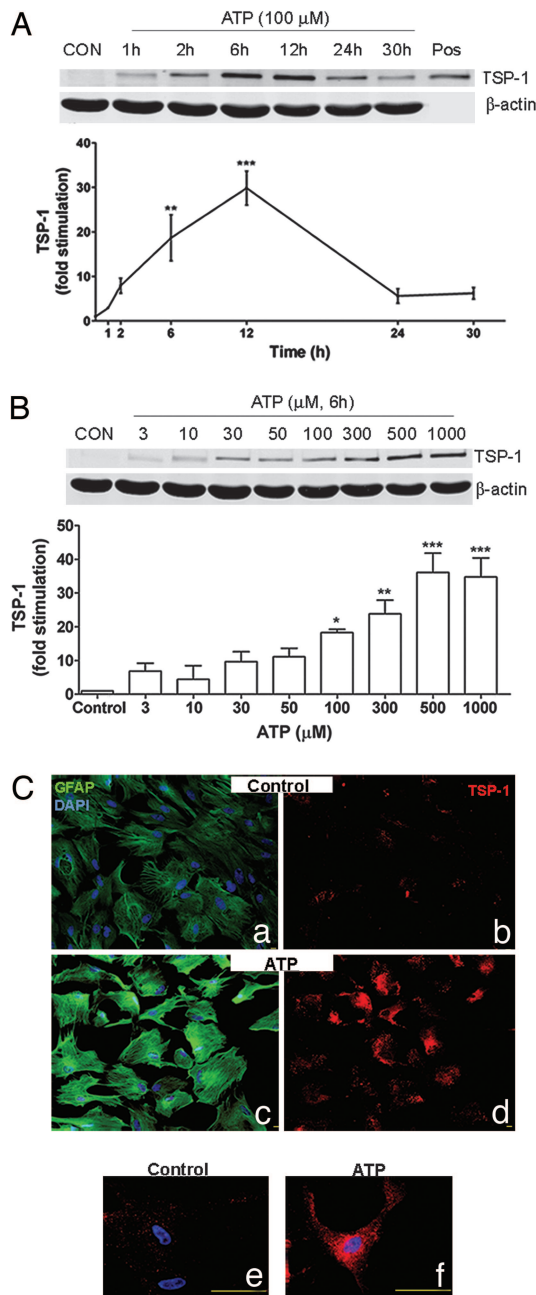 A
ATP (100 μM)
CON 1h 2h 6h 12h 24h 30h Pos
TSP-1
β-actin
TSP-1
(fold stimulation)
40
30
20
10
0
**
***
1 2 6 12 24 30
Time (h)
B
ATP (μM, 6h)
CON 3 10 30 50 100 300 500 1000
TSP-1
β-actin
TSP-1
(fold stimulation)
50
40
30
20
10
0
*
**
***
***
Control 3 10 30 50 100 300 500 1000
ATP (μM)
C
GFAP
DAPI
Control
TSP-1
a
b
ATP
c
d
Control
ATP
e
f